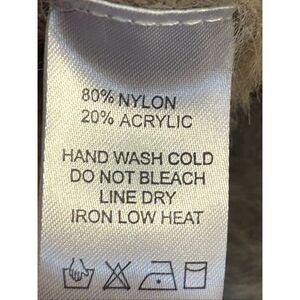 80% NYLON
20% ACRYLIC
HAND WASH COLD
DO NOT BLEACH
LINE DRY
IRON LOW HEAT